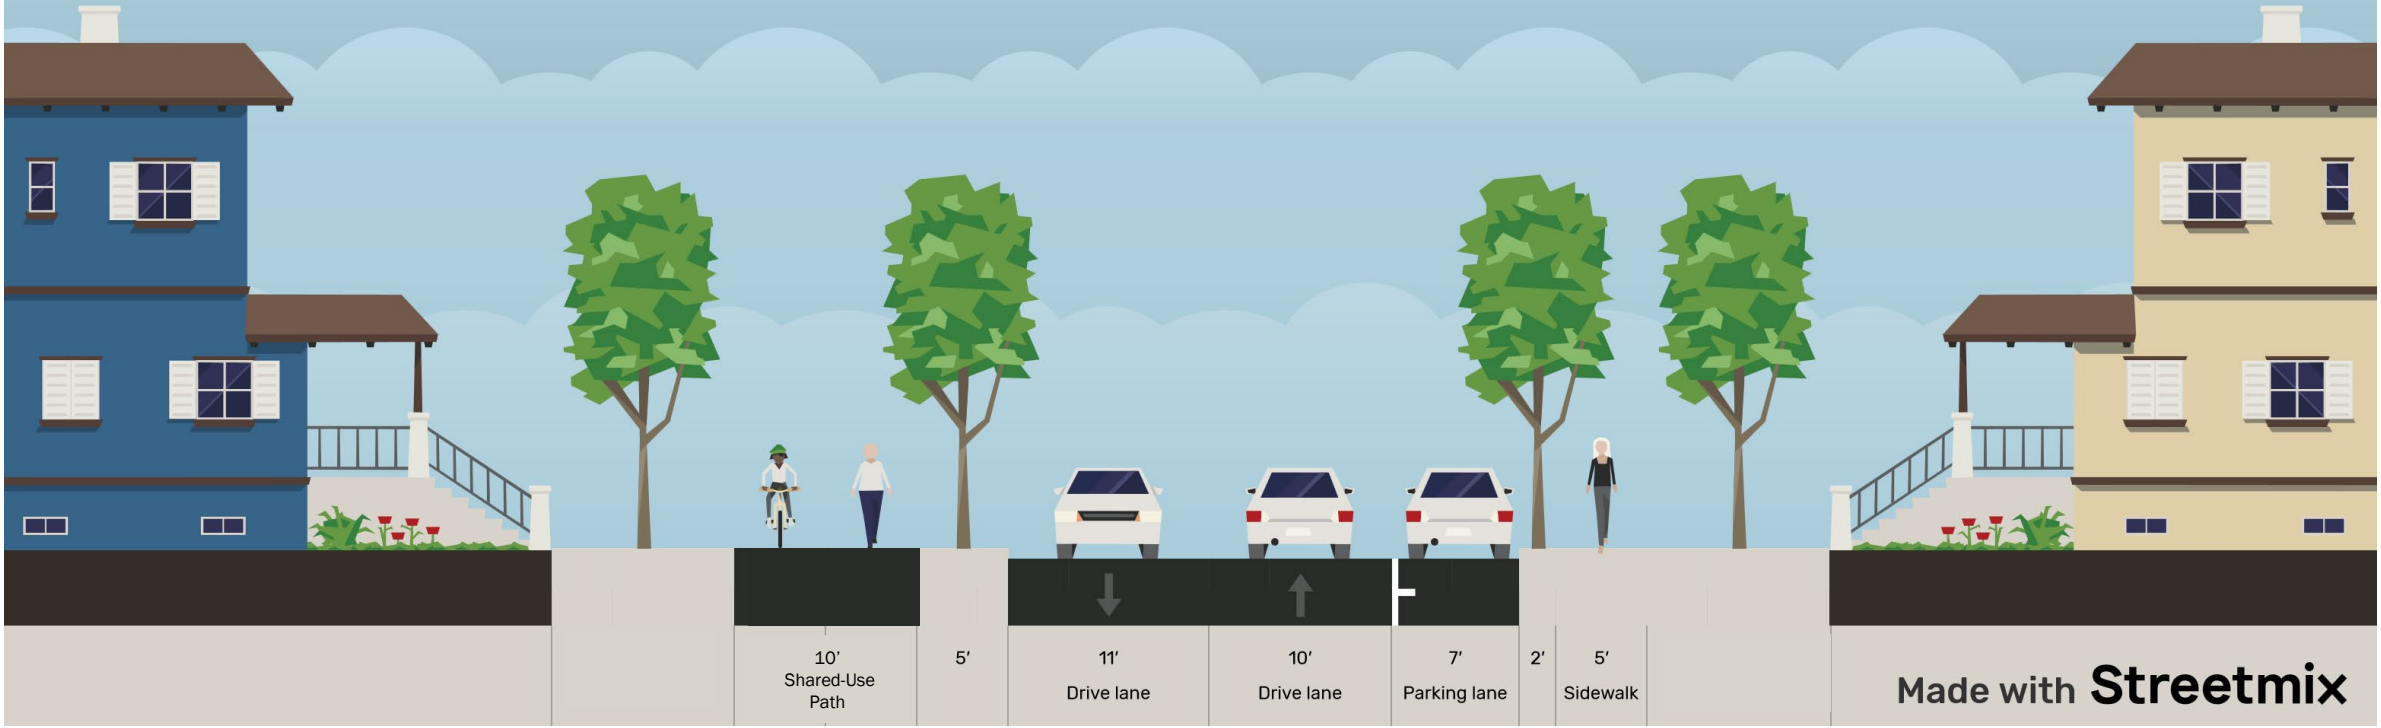 10’
Shared-Use
Path
5’
11’
Drive lane
10’
Drive lane
7’
Parking lane
2’
5’
Sidewalk
Made with Streetmix